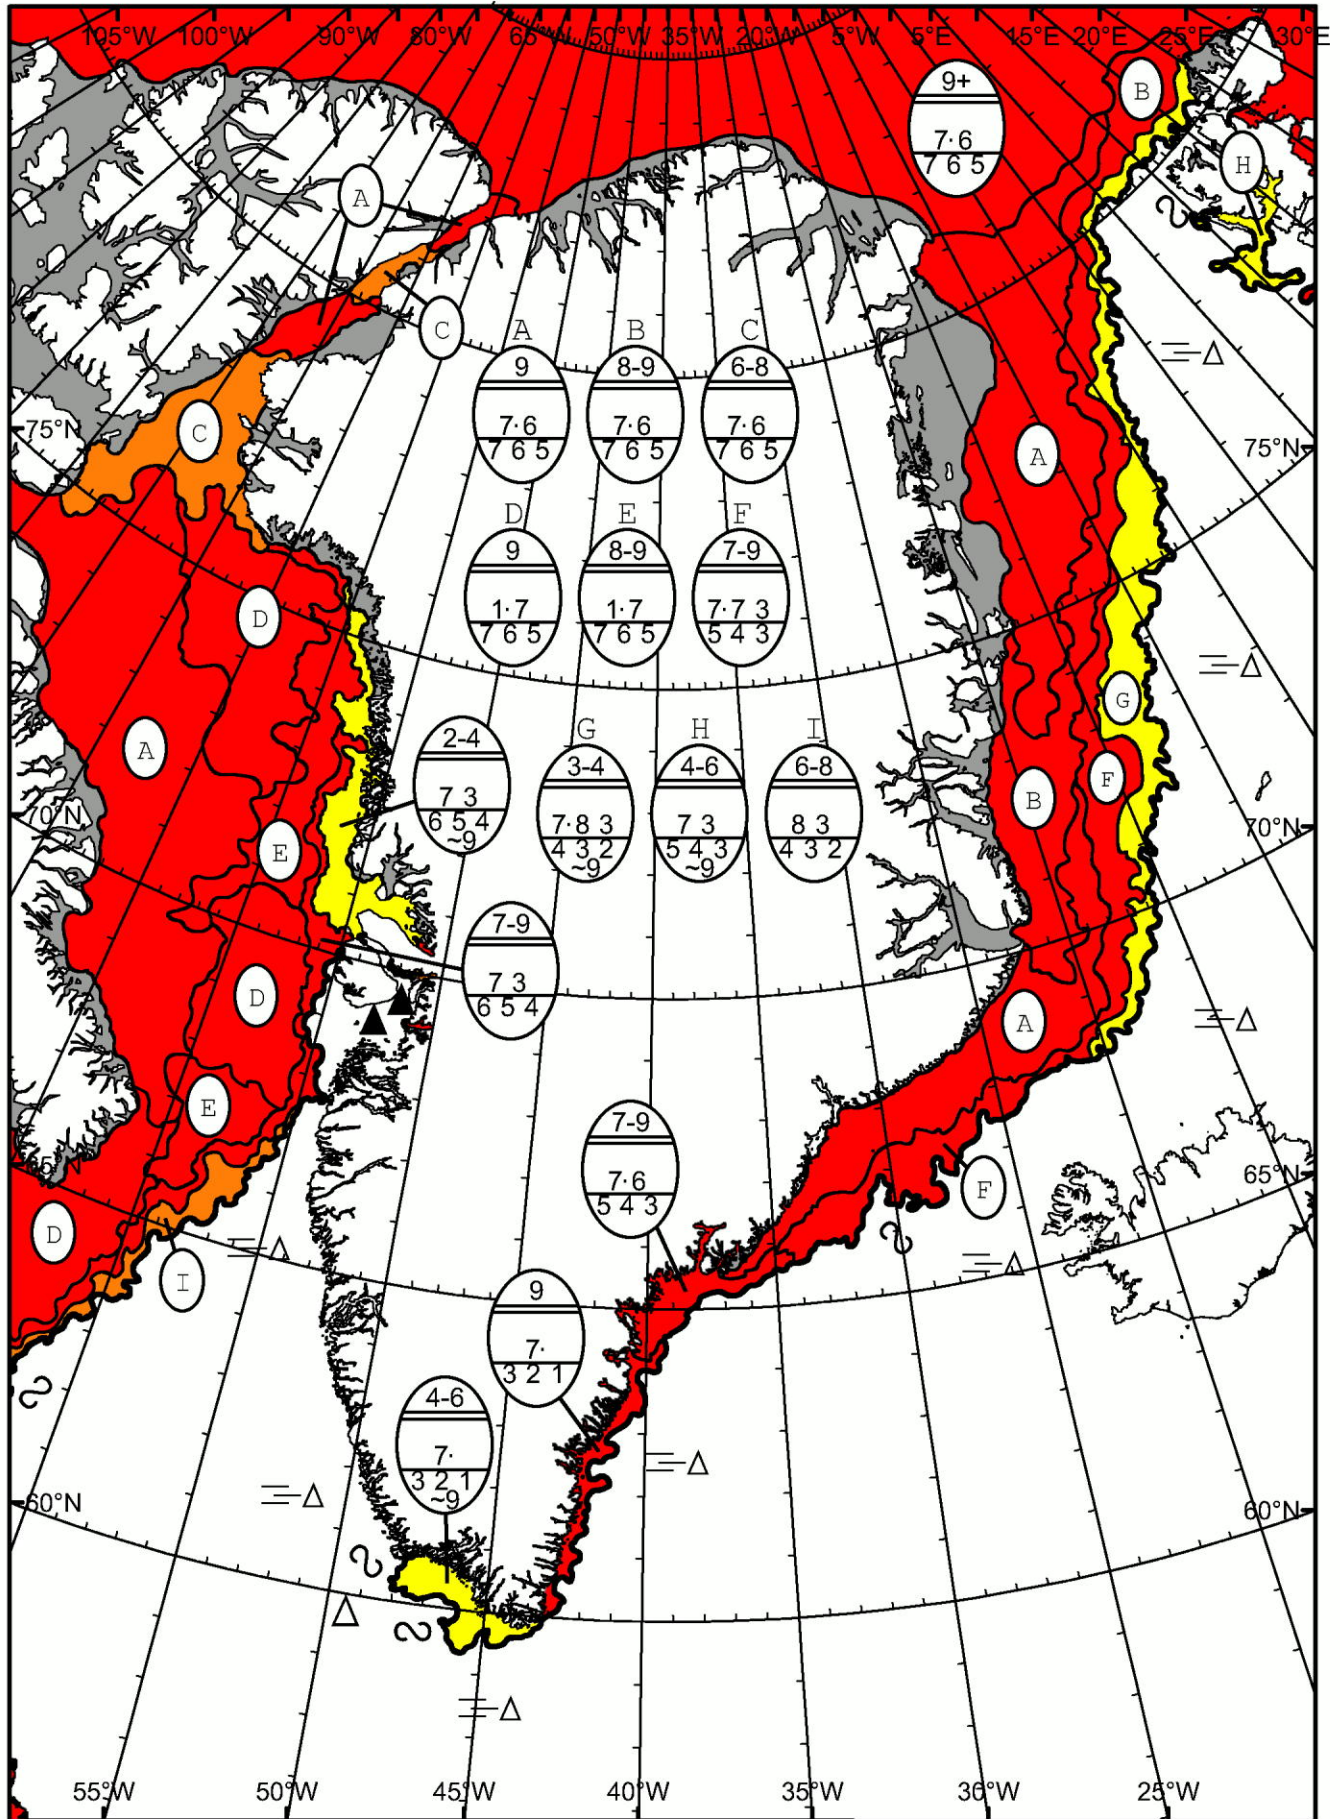 105°W 100°W 90°W 80°W 65°W 50°W 35°W 20°W 5°W 5°E 15°E 20°E 25°E 30°E
B
9+
7·6
7 6 5
H
A
C
A B C
9 8-9 6-8
7·6 7·6 7·6
7 6 5 7 6 5 7 6 5
75°N C A 75°N
D E F
9 8-9 7-9
1·7 1·7 7·7 3
7 6 5 7 6 5 5 4 3
D
G
G H I
A 2-4 3-4 4-6 6-8
F
B
7 3 7·8 3 7 3 8 3
6 5 4 4 3 2 5 4 3 4 3 2
~9 ~9 ~9
70°N 70°N
E
7-9
7 3
6 5 4
D
A
E
7-9
7·6
5 4 3
65°N 65°N
F
D
I
9
7·
3 2 1
4-6
7·
3 2 1
~9
60°N 60°N
55°W 50°W 45°W 40°W 35°W 30°W 25°W